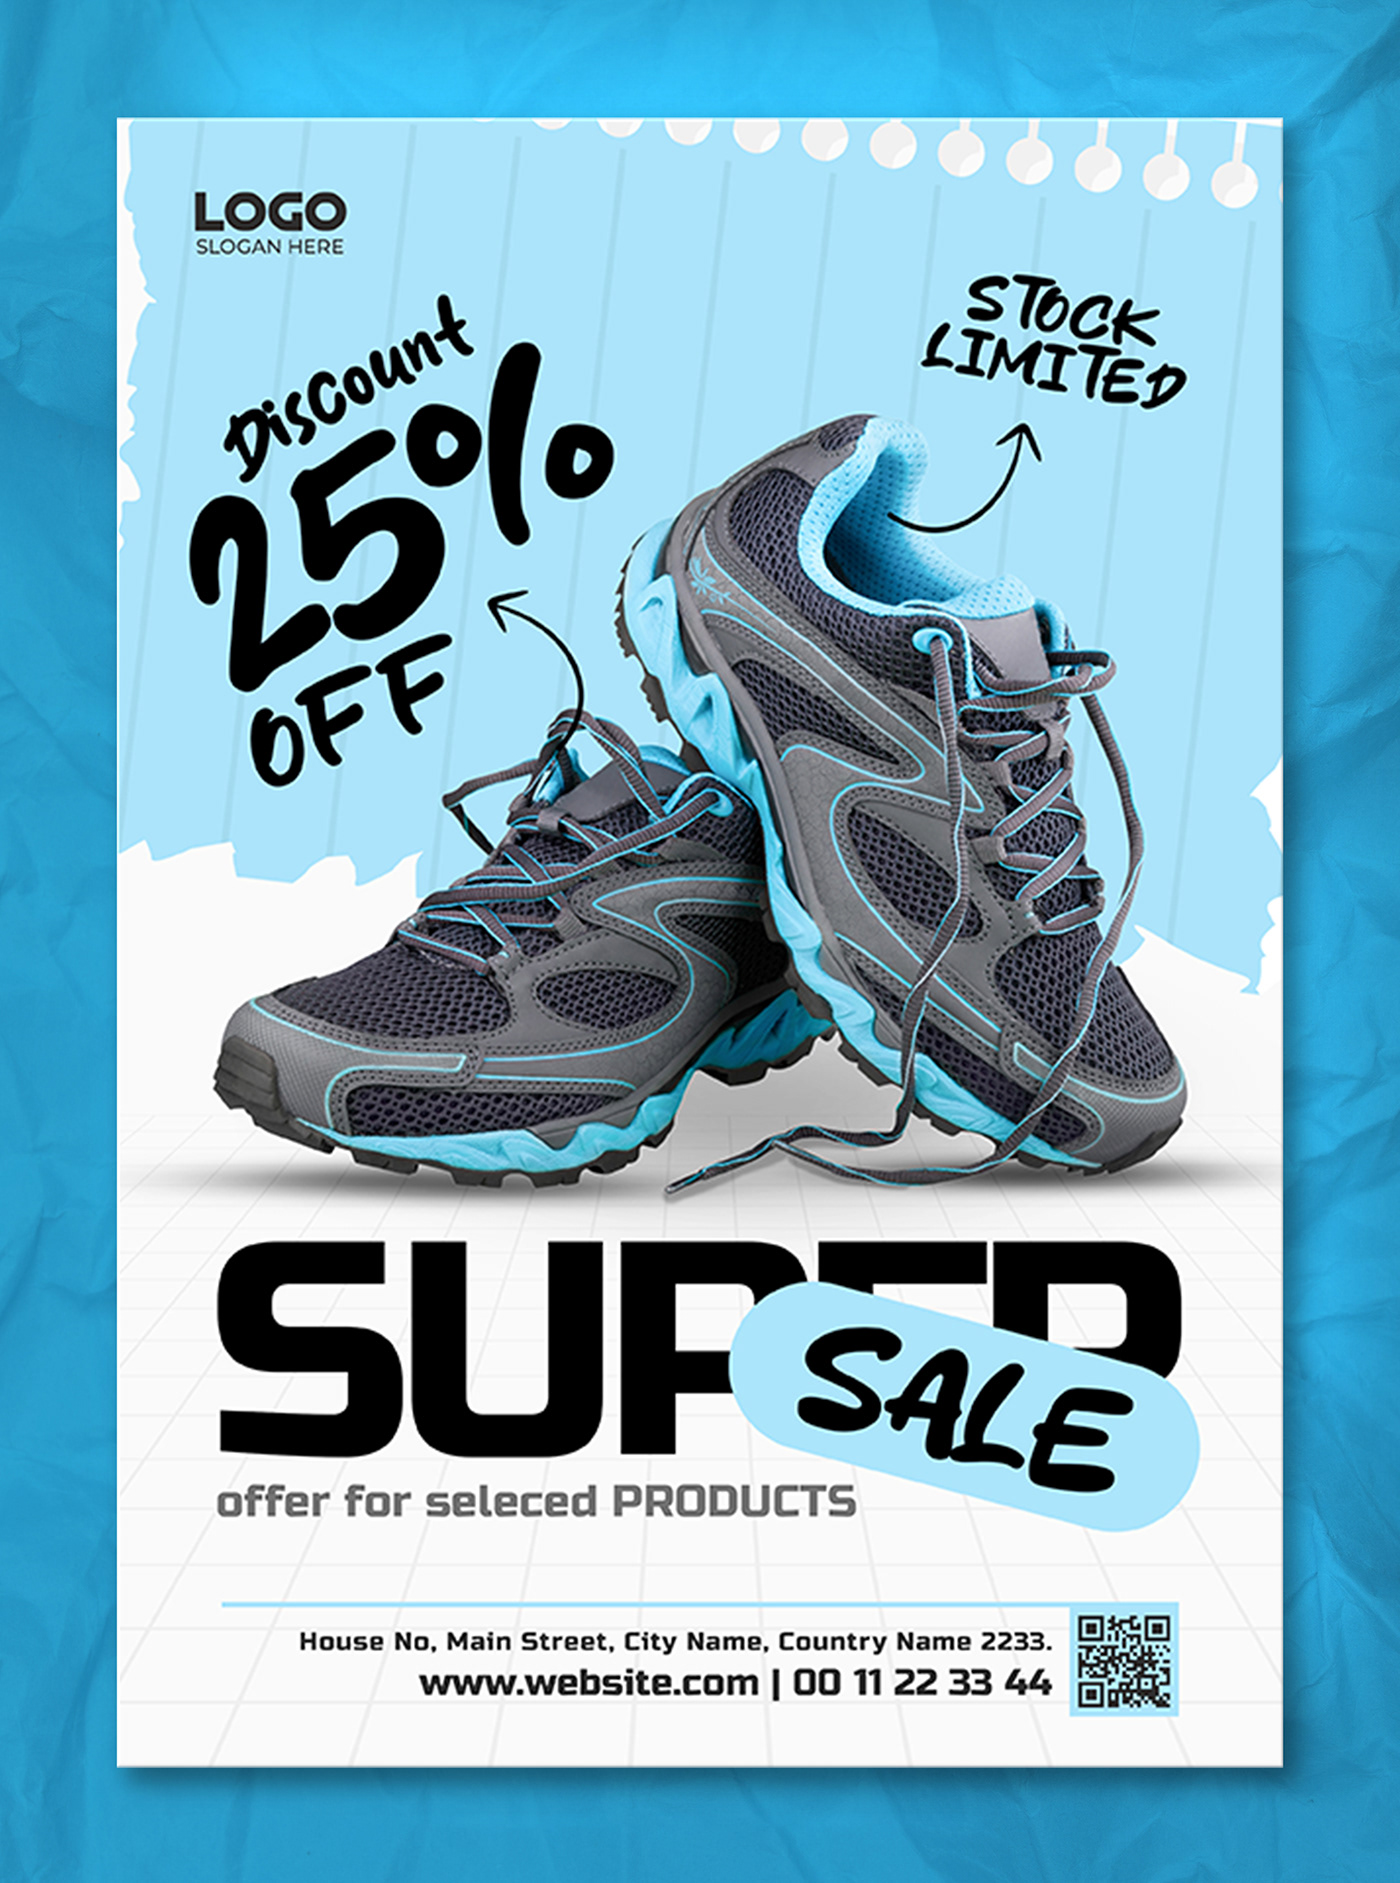 LOGO
SLOGAN HERE
Discount
25%
OFF
STOCK
LIMITED
SUPER
SALE
offer for seleced PRODUCTS
House No, Main Street, City Name, Country Name 2233.
www.website.com | 00 11 22 33 44